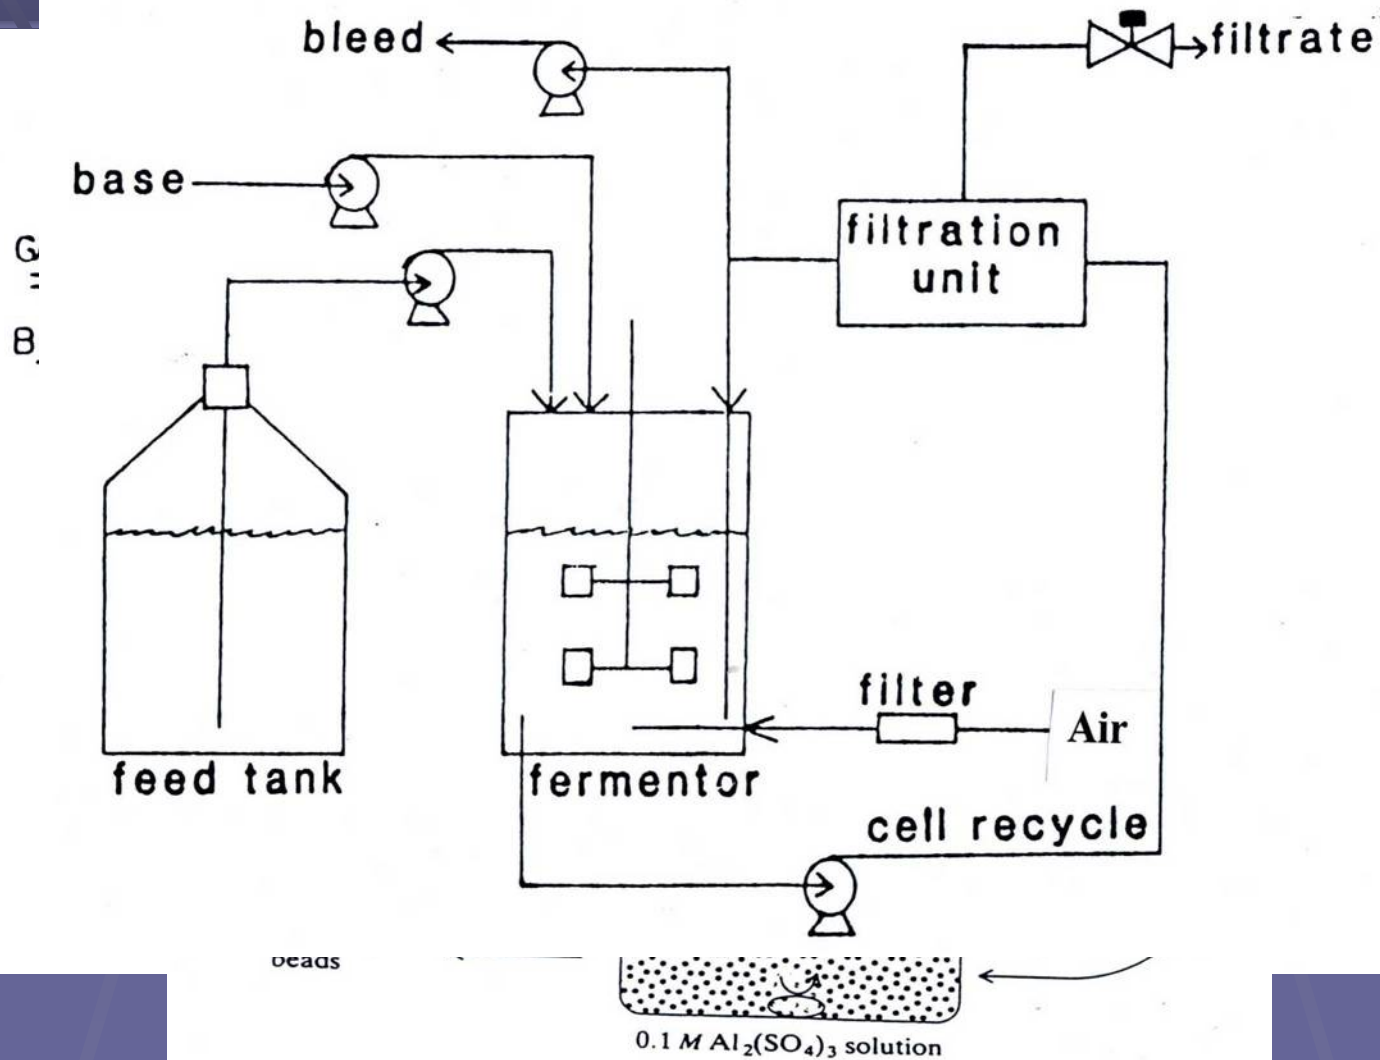 bleed
filtrate
base
filtration
unit
filter
Air
feed tank
fermentor
cell recycle
beads
0.1 M Al₂(SO₄)₃ solution